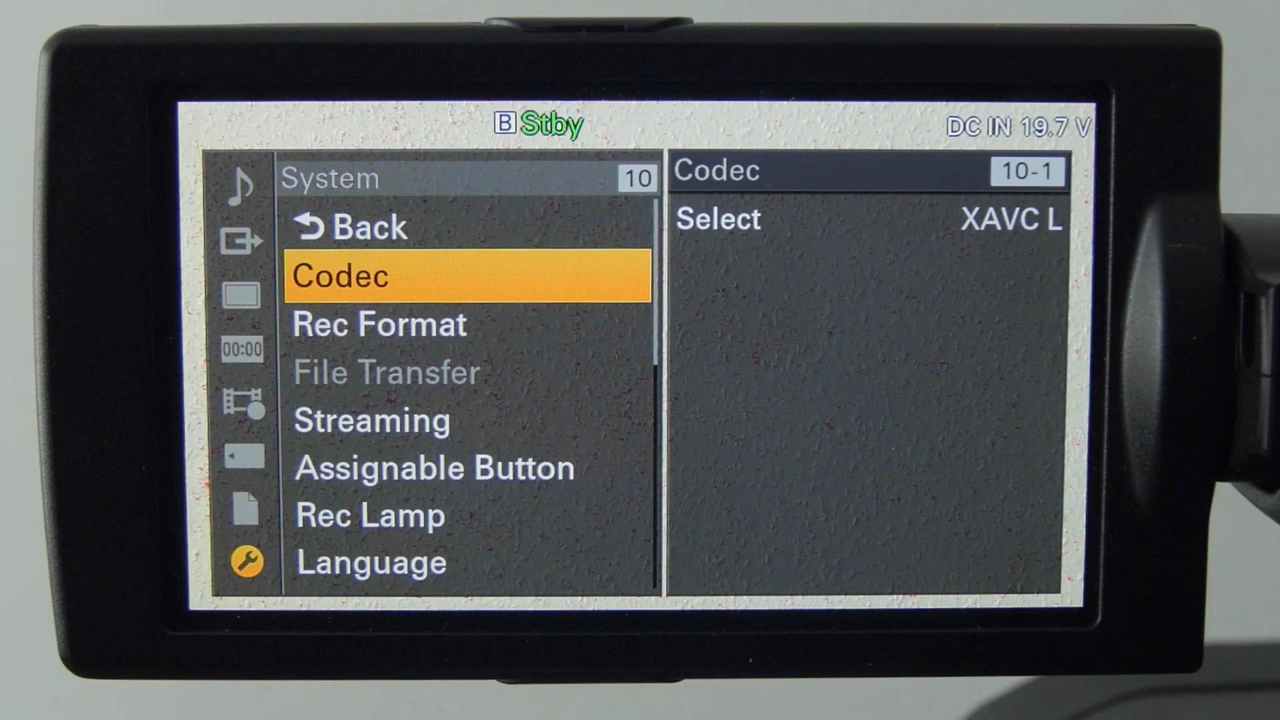 B Stby
DC IN 19.7 V
System 10
Back
Codec
Rec Format
File Transfer
Streaming
Assignable Button
Rec Lamp
Language
00:00
Codec 10-1
Select XAVC L